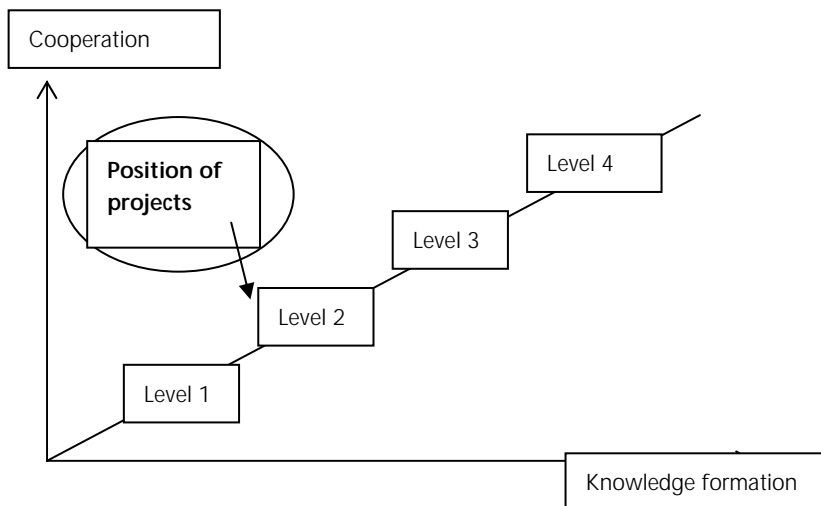 Cooperation
Position of
projects
Level 4
Level 3
Level 2
Level 1
Knowledge formation